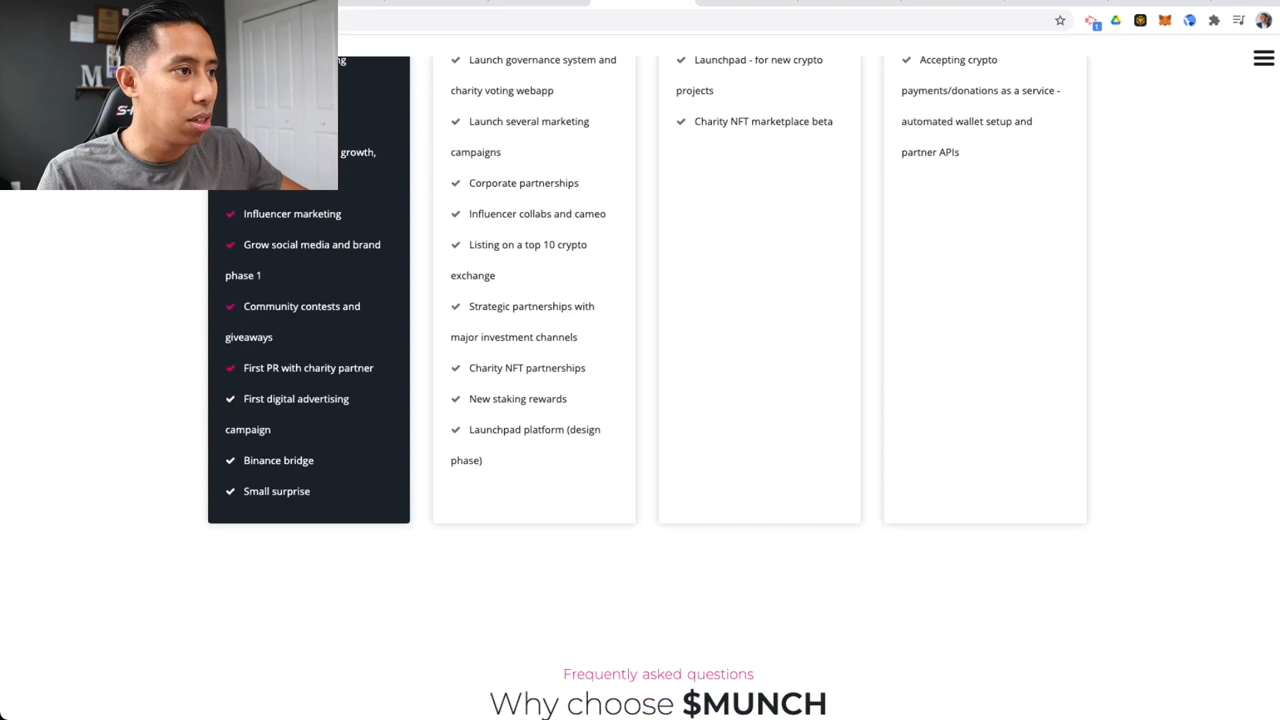 growth,
Influencer marketing
Grow social media and brand
phase 1
Community contests and
giveaways
First PR with charity partner
First digital advertising
campaign
Binance bridge
Small surprise
Launch governance system and
charity voting webapp
Launch several marketing
campaigns
Corporate partnerships
Influencer collabs and cameo
Listing on a top 10 crypto
exchange
Strategic partnerships with
major investment channels
Charity NFT partnerships
New staking rewards
Launchpad platform (design
phase)
Launchpad - for new crypto
projects
Charity NFT marketplace beta
Accepting crypto
payments/donations as a service -
automated wallet setup and
partner APIs
Frequently asked questions
Why choose $MUNCH